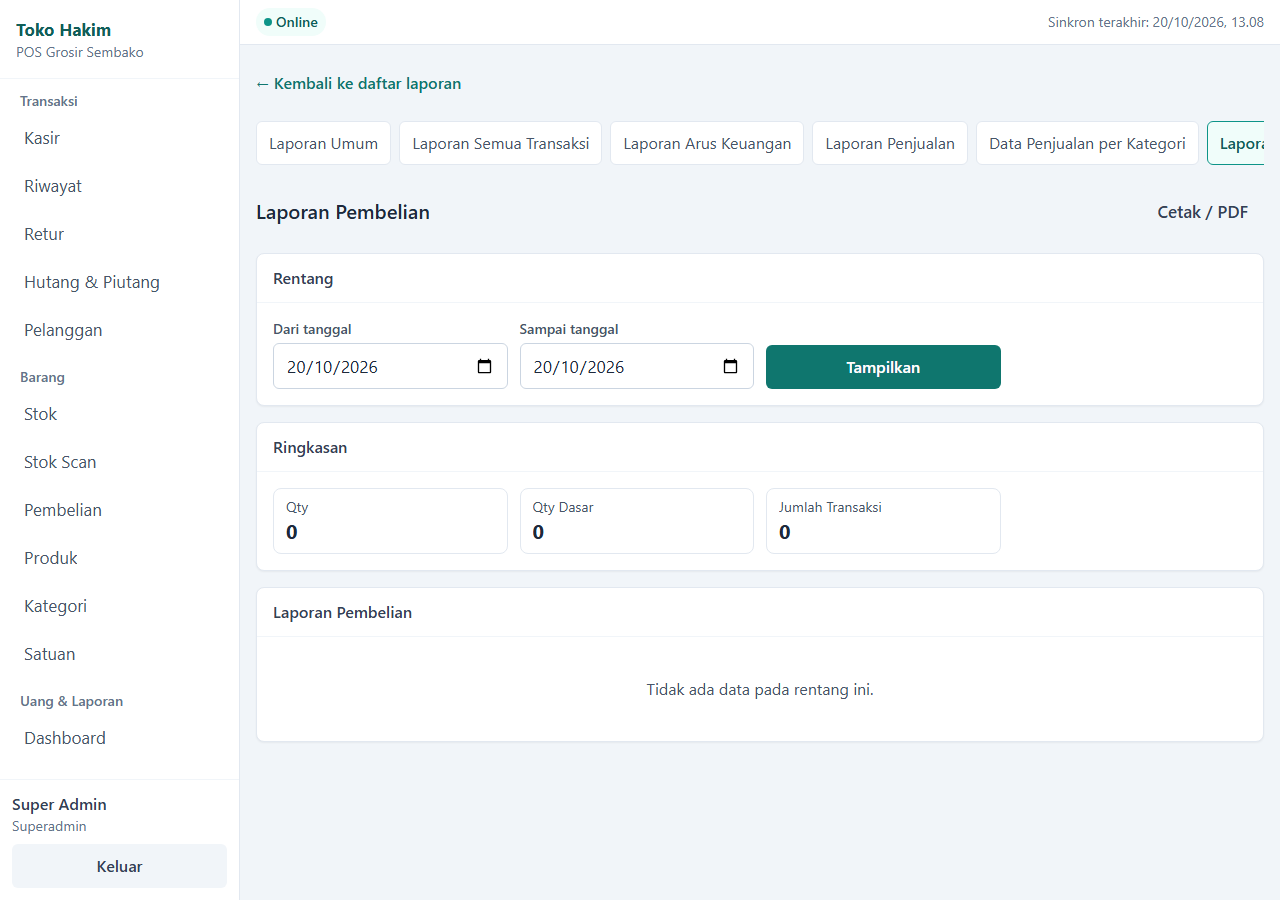 Toko Hakim
POS Grosir Sembako
Transaksi
Kasir
Riwayat
Retur
Hutang & Piutang
Pelanggan
Barang
Stok
Stok Scan
Pembelian
Produk
Kategori
Satuan
Uang & Laporan
Dashboard
Super Admin
Superadmin
Keluar
Online
Sinkron terakhir: 20/10/2026, 13.08
← Kembali ke daftar laporan
Laporan Umum Laporan Semua Transaksi Laporan Arus Keuangan Laporan Penjualan Data Penjualan per Kategori
Laporan Pembelian
Cetak / PDF
Rentang
Dari tanggal Sampai tanggal
20/10/2026 20/10/2026 Tampilkan
Ringkasan
Qty Qty Dasar Jumlah Transaksi
0 0 0
Laporan Pembelian
Tidak ada data pada rentang ini.